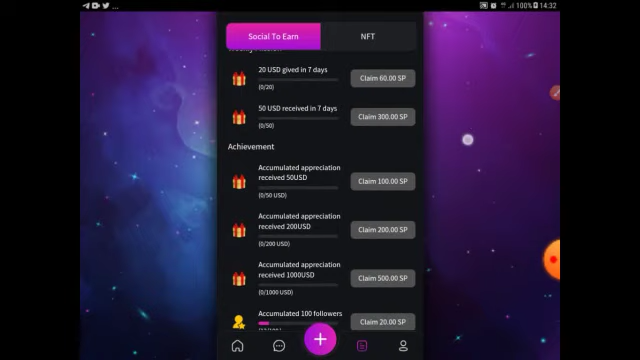 100% 14:32
Social To Earn
NFT
20 USD gived in 7 days
(0/20)
Claim 60.00 SP
50 USD received in 7 days
(0/50)
Claim 300.00 SP
Achievement
Accumulated appreciation
received 50USD
(0/50 USD)
Claim 100.00 SP
Accumulated appreciation
received 200USD
(0/200 USD)
Claim 200.00 SP
Accumulated appreciation
received 1000USD
(0/1000 USD)
Claim 500.00 SP
Accumulated 100 followers
Claim 20.00 SP